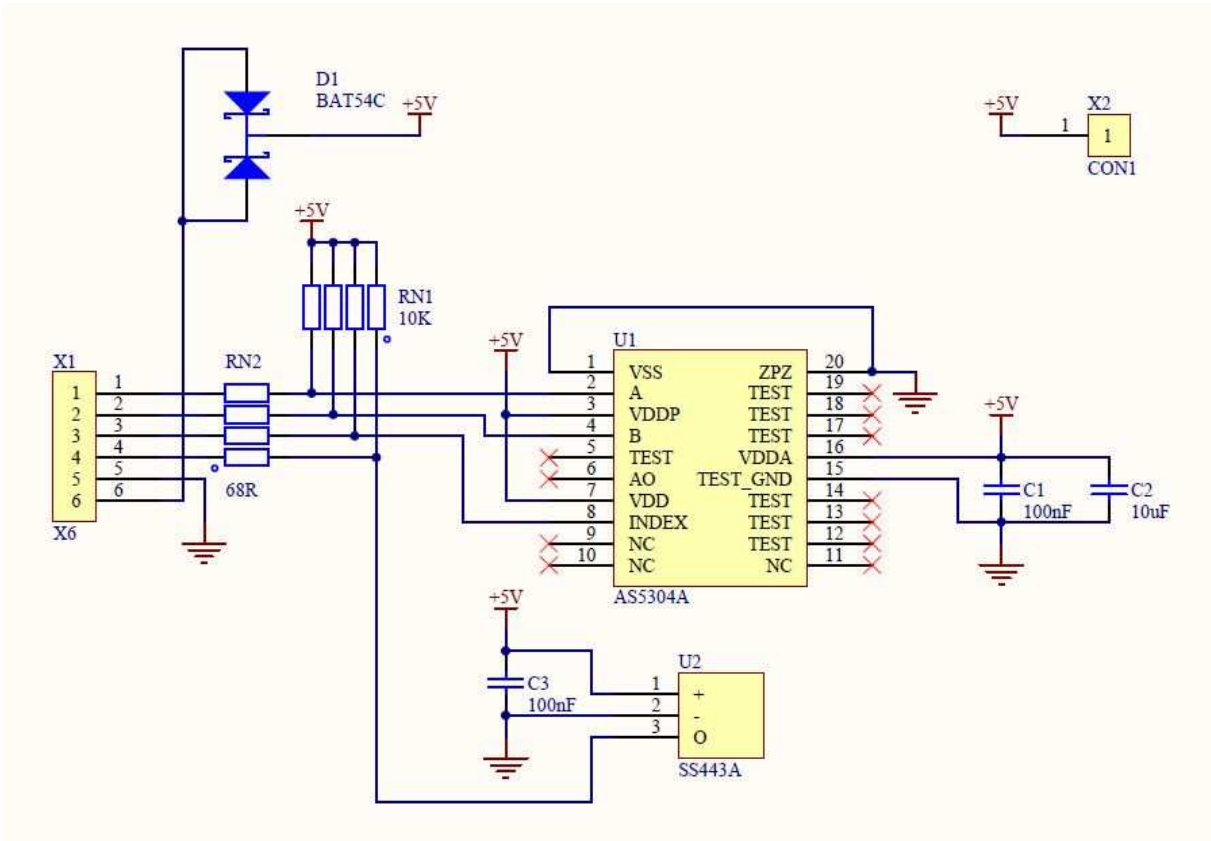 D1
BAT54C
+5V
+5V
X2
1
1
CON1
+5V
RN1
10K
+5V
U1
X1
RN2
1
1
2
2
3
3
4
4
5
5
6
6
X6
68R
1
VSS
ZPZ
20
2
A
TEST
19
3
VDDP
TEST
18
4
B
TEST
17
5
TEST
VDDA
16
6
AO
TEST_GND
15
7
VDD
TEST
14
8
INDEX
TEST
13
9
NC
TEST
12
10
NC
NC
11
AS5304A
+5V
C1
100nF
C2
10uF
+5V
C3
100nF
U2
1
+
2
-
3
O
SS443A